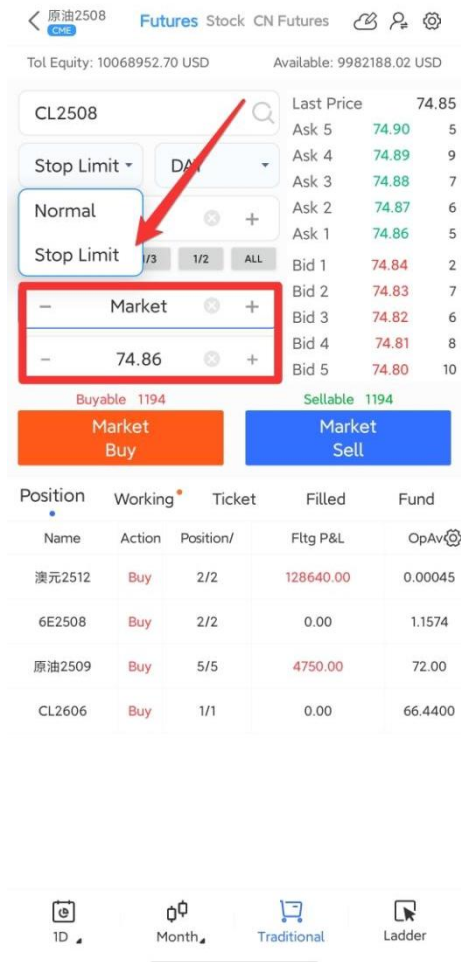 原油2508
CME
Futures Stock CN Futures
Tol Equity: 10068952.70 USD Available: 9982188.02 USD
CL2508
Stop Limit DAY
Normal
Stop Limit
1/3 1/2 ALL
− Market +
− 74.86 +
+
Last Price 74.85
Ask 5 74.90 5
Ask 4 74.89 9
Ask 3 74.88 7
Ask 2 74.87 6
Ask 1 74.86 5
Bid 1 74.84 2
Bid 2 74.83 7
Bid 3 74.82 6
Bid 4 74.81 8
Bid 5 74.80 10
Buyable 1194
Sellable 1194
Market
Buy
Market
Sell
Position Working Ticket Filled Fund
Name Action Position/ Fltg P&L OpAv
澳元2512 Buy 2/2 128640.00 0.00045
6E2508 Buy 2/2 0.00 1.1574
原油2509 Buy 5/5 4750.00 72.00
CL2606 Buy 1/1 0.00 66.4400
1D Month Traditional Ladder